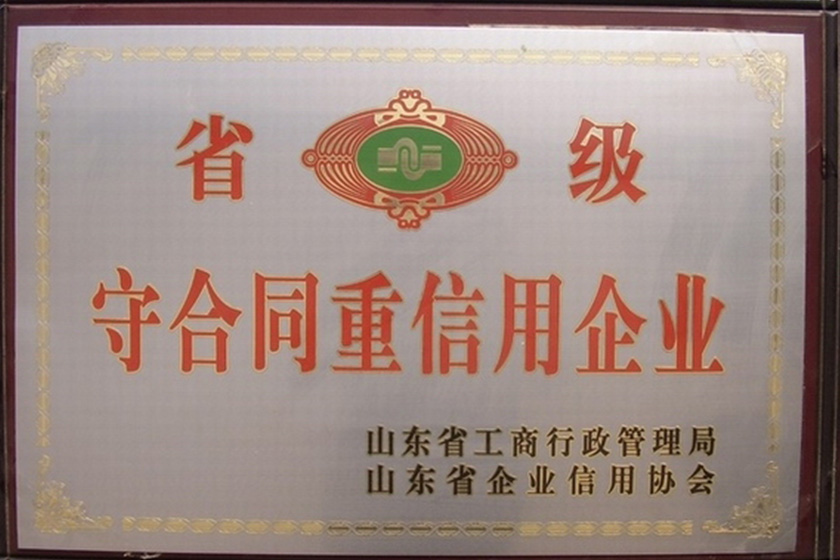 省级
守合同重信用企业
山东省工商行政管理局
山东省企业信用协会